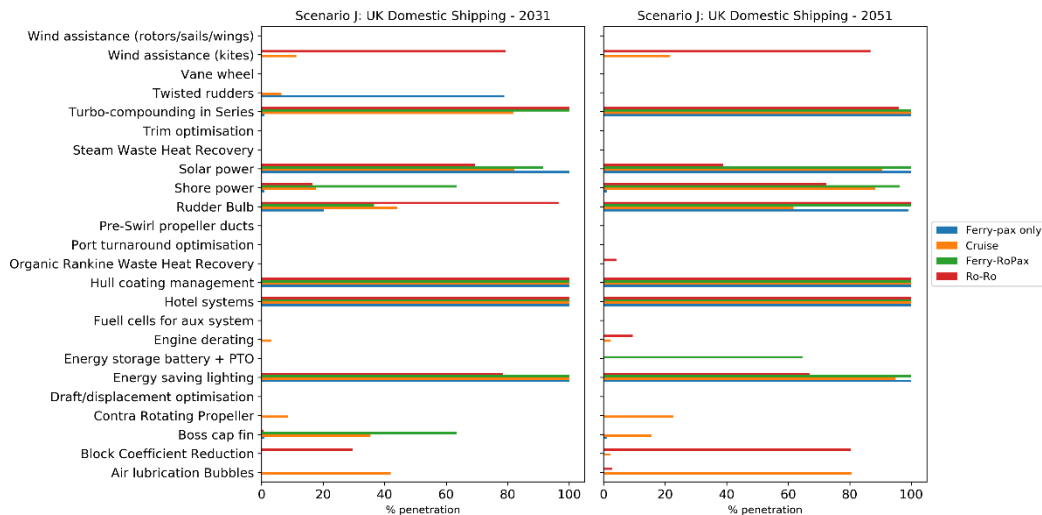 Scenario J: UK Domestic Shipping - 2031
Scenario J: UK Domestic Shipping - 2051
Wind assistance (rotors/sails/wings)
Wind assistance (kites)
Vane wheel
Twisted rudders
Turbo-compounding in Series
Trim optimisation
Steam Waste Heat Recovery
Solar power
Shore power
Rudder Bulb
Pre-Swirl propeller ducts
Port turnaround optimisation
Organic Rankine Waste Heat Recovery
Hull coating management
Hotel systems
Fuell cells for aux system
Engine derating
Energy storage battery + PTO
Energy saving lighting
Draft/displacement optimisation
Contra Rotating Propeller
Boss cap fin
Block Coefficient Reduction
Air lubrication Bubbles
0 20 40 60 80 100
% penetration
0 20 40 60 80 100
% penetration
Ferry-pax only
Cruise
Ferry-RoPax
Ro-Ro